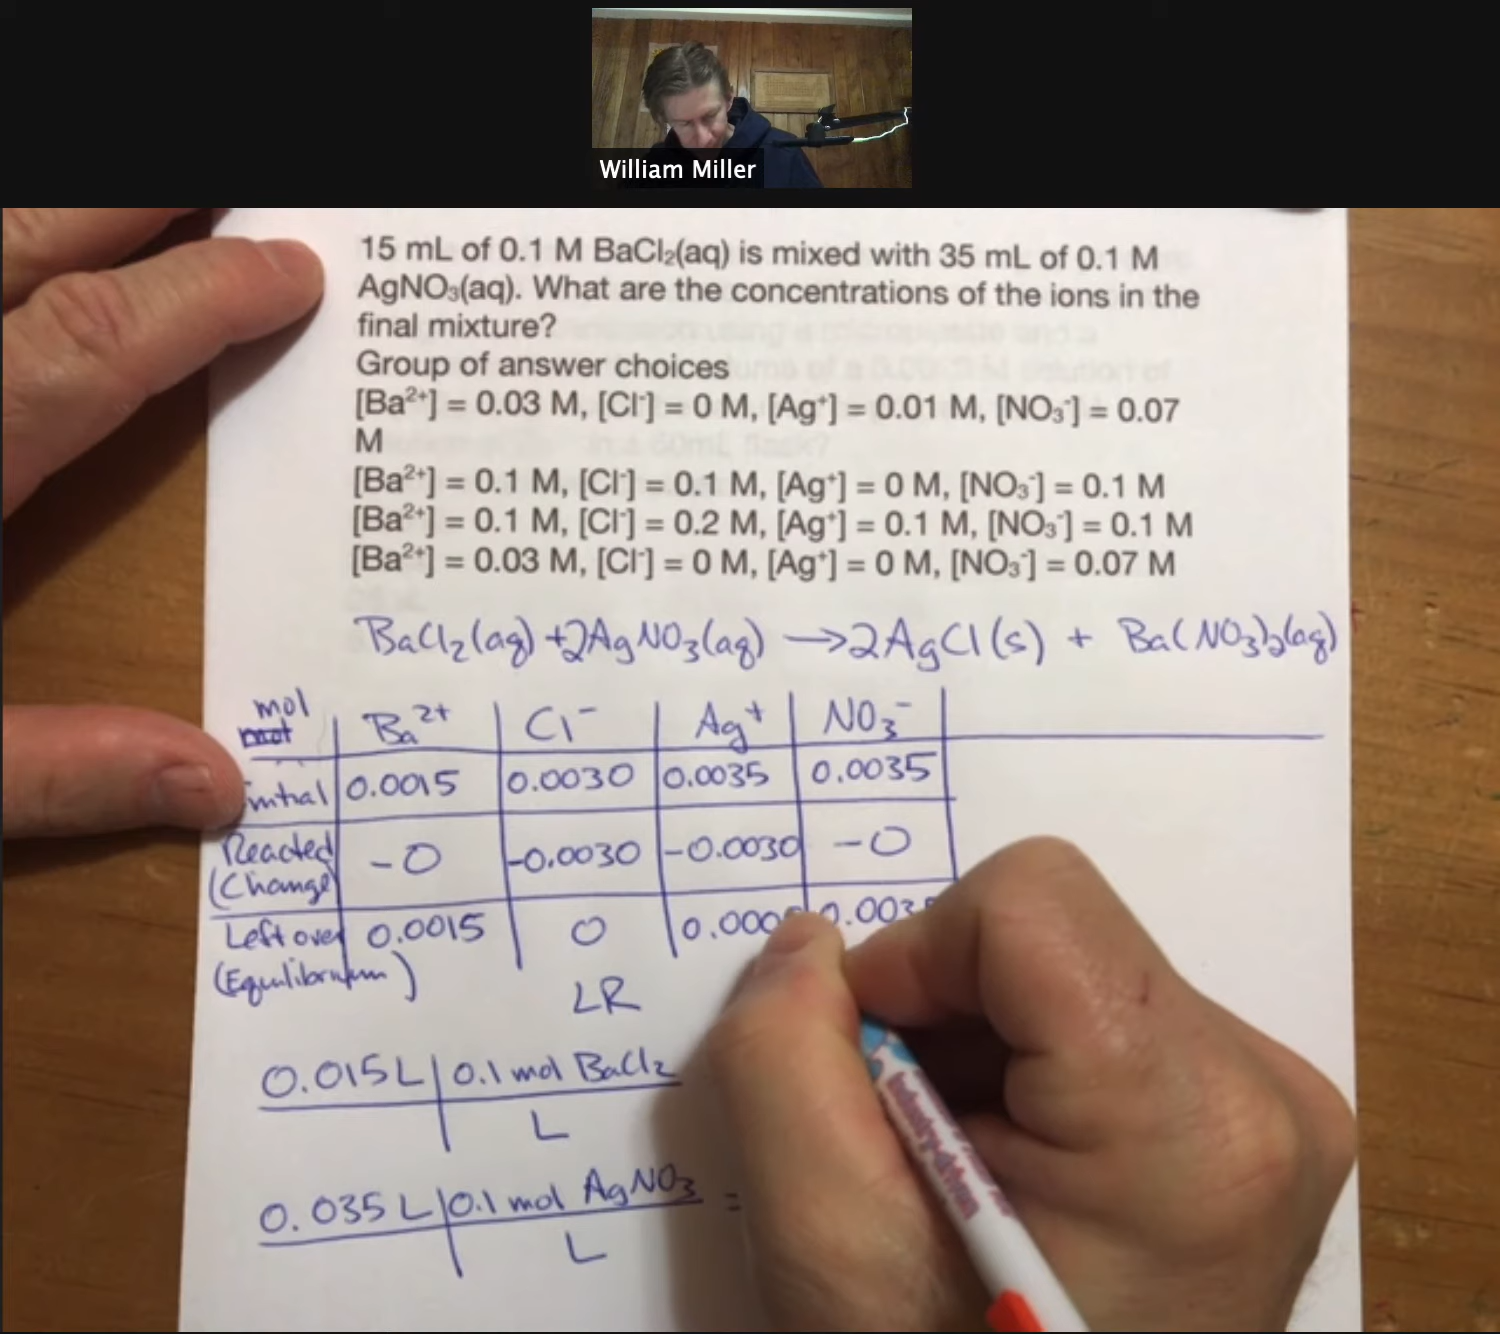 William Miller
15 mL of 0.1 M BaCl₂(aq) is mixed with 35 mL of 0.1 M
AgNO₃(aq). What are the concentrations of the ions in the
final mixture?
Group of answer choices
[Ba²⁺] = 0.03 M, [Cl⁻] = 0 M, [Ag⁺] = 0.01 M, [NO₃⁻] = 0.07
M
[Ba²⁺] = 0.1 M, [Cl⁻] = 0.1 M, [Ag⁺] = 0 M, [NO₃⁻] = 0.1 M
[Ba²⁺] = 0.1 M, [Cl⁻] = 0.2 M, [Ag⁺] = 0.1 M, [NO₃⁻] = 0.1 M
[Ba²⁺] = 0.03 M, [Cl⁻] = 0 M, [Ag⁺] = 0 M, [NO₃⁻] = 0.07 M
BaCl₂(aq) + 2AgNO₃(aq) → 2AgCl(s) + Ba(NO₃)₂(aq)
mol Ba²⁺ Cl⁻ Ag⁺ NO₃⁻
initial 0.0015 0.0030 0.0035 0.0035
Reacted -0 -0.0030 -0.0030 -0
(Change)
Left over 0.0015 0 0.000 0.003
(Equilibrium)
LR
0.015 L | 0.1 mol BaCl₂
L
0.035 L | 0.1 mol AgNO₃ =
L